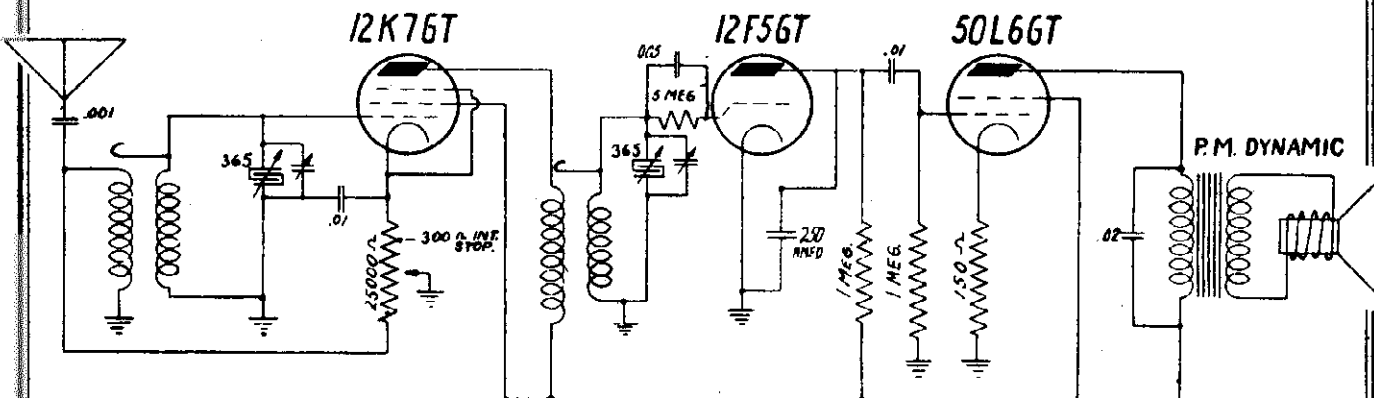 12K7GT
12F5GT
50L6GT
.001
365
.01
300 Ω INT.
STOP.
25000 Ω
.005
5 MEG
365
250
MMFD
1 MEG.
.01
1 MEG.
150 Ω
P.M. DYNAMIC
.02